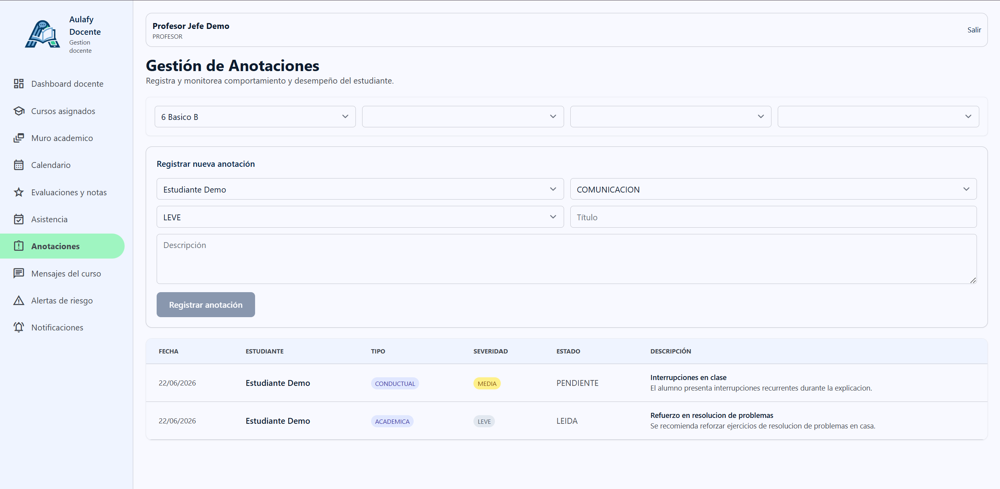 Aulafy
Docente
Gestion
docente
Dashboard docente
Cursos asignados
Muro academico
Calendario
Evaluaciones y notas
Asistencia
Anotaciones
Mensajes del curso
Alertas de riesgo
Notificaciones
Profesor Jefe Demo
PROFESOR
Salir
Gestión de Anotaciones
Registra y monitorea comportamiento y desempeño del estudiante.
6 Basico B
Registrar nueva anotación
Estudiante Demo
COMUNICACION
LEVE
Título
Descripción
Registrar anotación
FECHA ESTUDIANTE TIPO SEVERIDAD ESTADO DESCRIPCIÓN
22/06/2026 Estudiante Demo CONDUCTUAL MEDIA PENDIENTE Interrupciones en clase
El alumno presenta interrupciones recurrentes durante la explicacion.
22/06/2026 Estudiante Demo ACADEMICA LEVE LEIDA Refuerzo en resolucion de problemas
Se recomienda reforzar ejercicios de resolucion de problemas en casa.